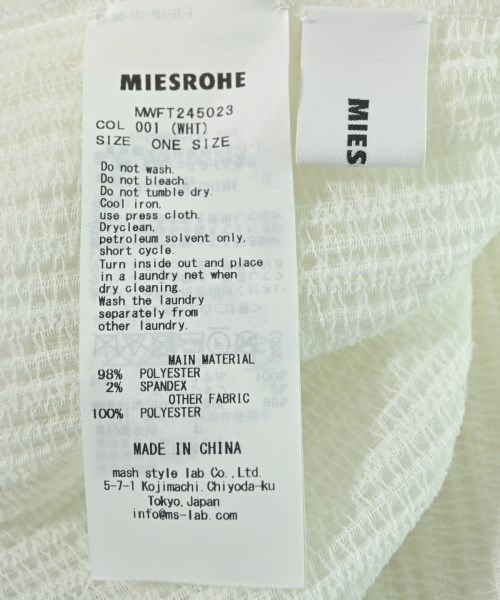 MIESROHE
MWFT245023
COL 001 (WHT)
SIZE ONE SIZE
Do not wash.
Do not bleach.
Do not tumble dry.
Cool iron,
use press cloth.
Dryclean,
petroleum solvent only,
short cycle.
Turn inside out and place
in a laundry net when
dry cleaning.
Wash the laundry
separately from
other laundry.
MAIN MATERIAL
98% POLYESTER
2% SPANDEX
OTHER FABRIC
100% POLYESTER
MADE IN CHINA
mash style lab Co.,Ltd.
5-7-1 Kojimachi.Chiyoda-ku
Tokyo,Japan
info@ms-lab.com
MIES